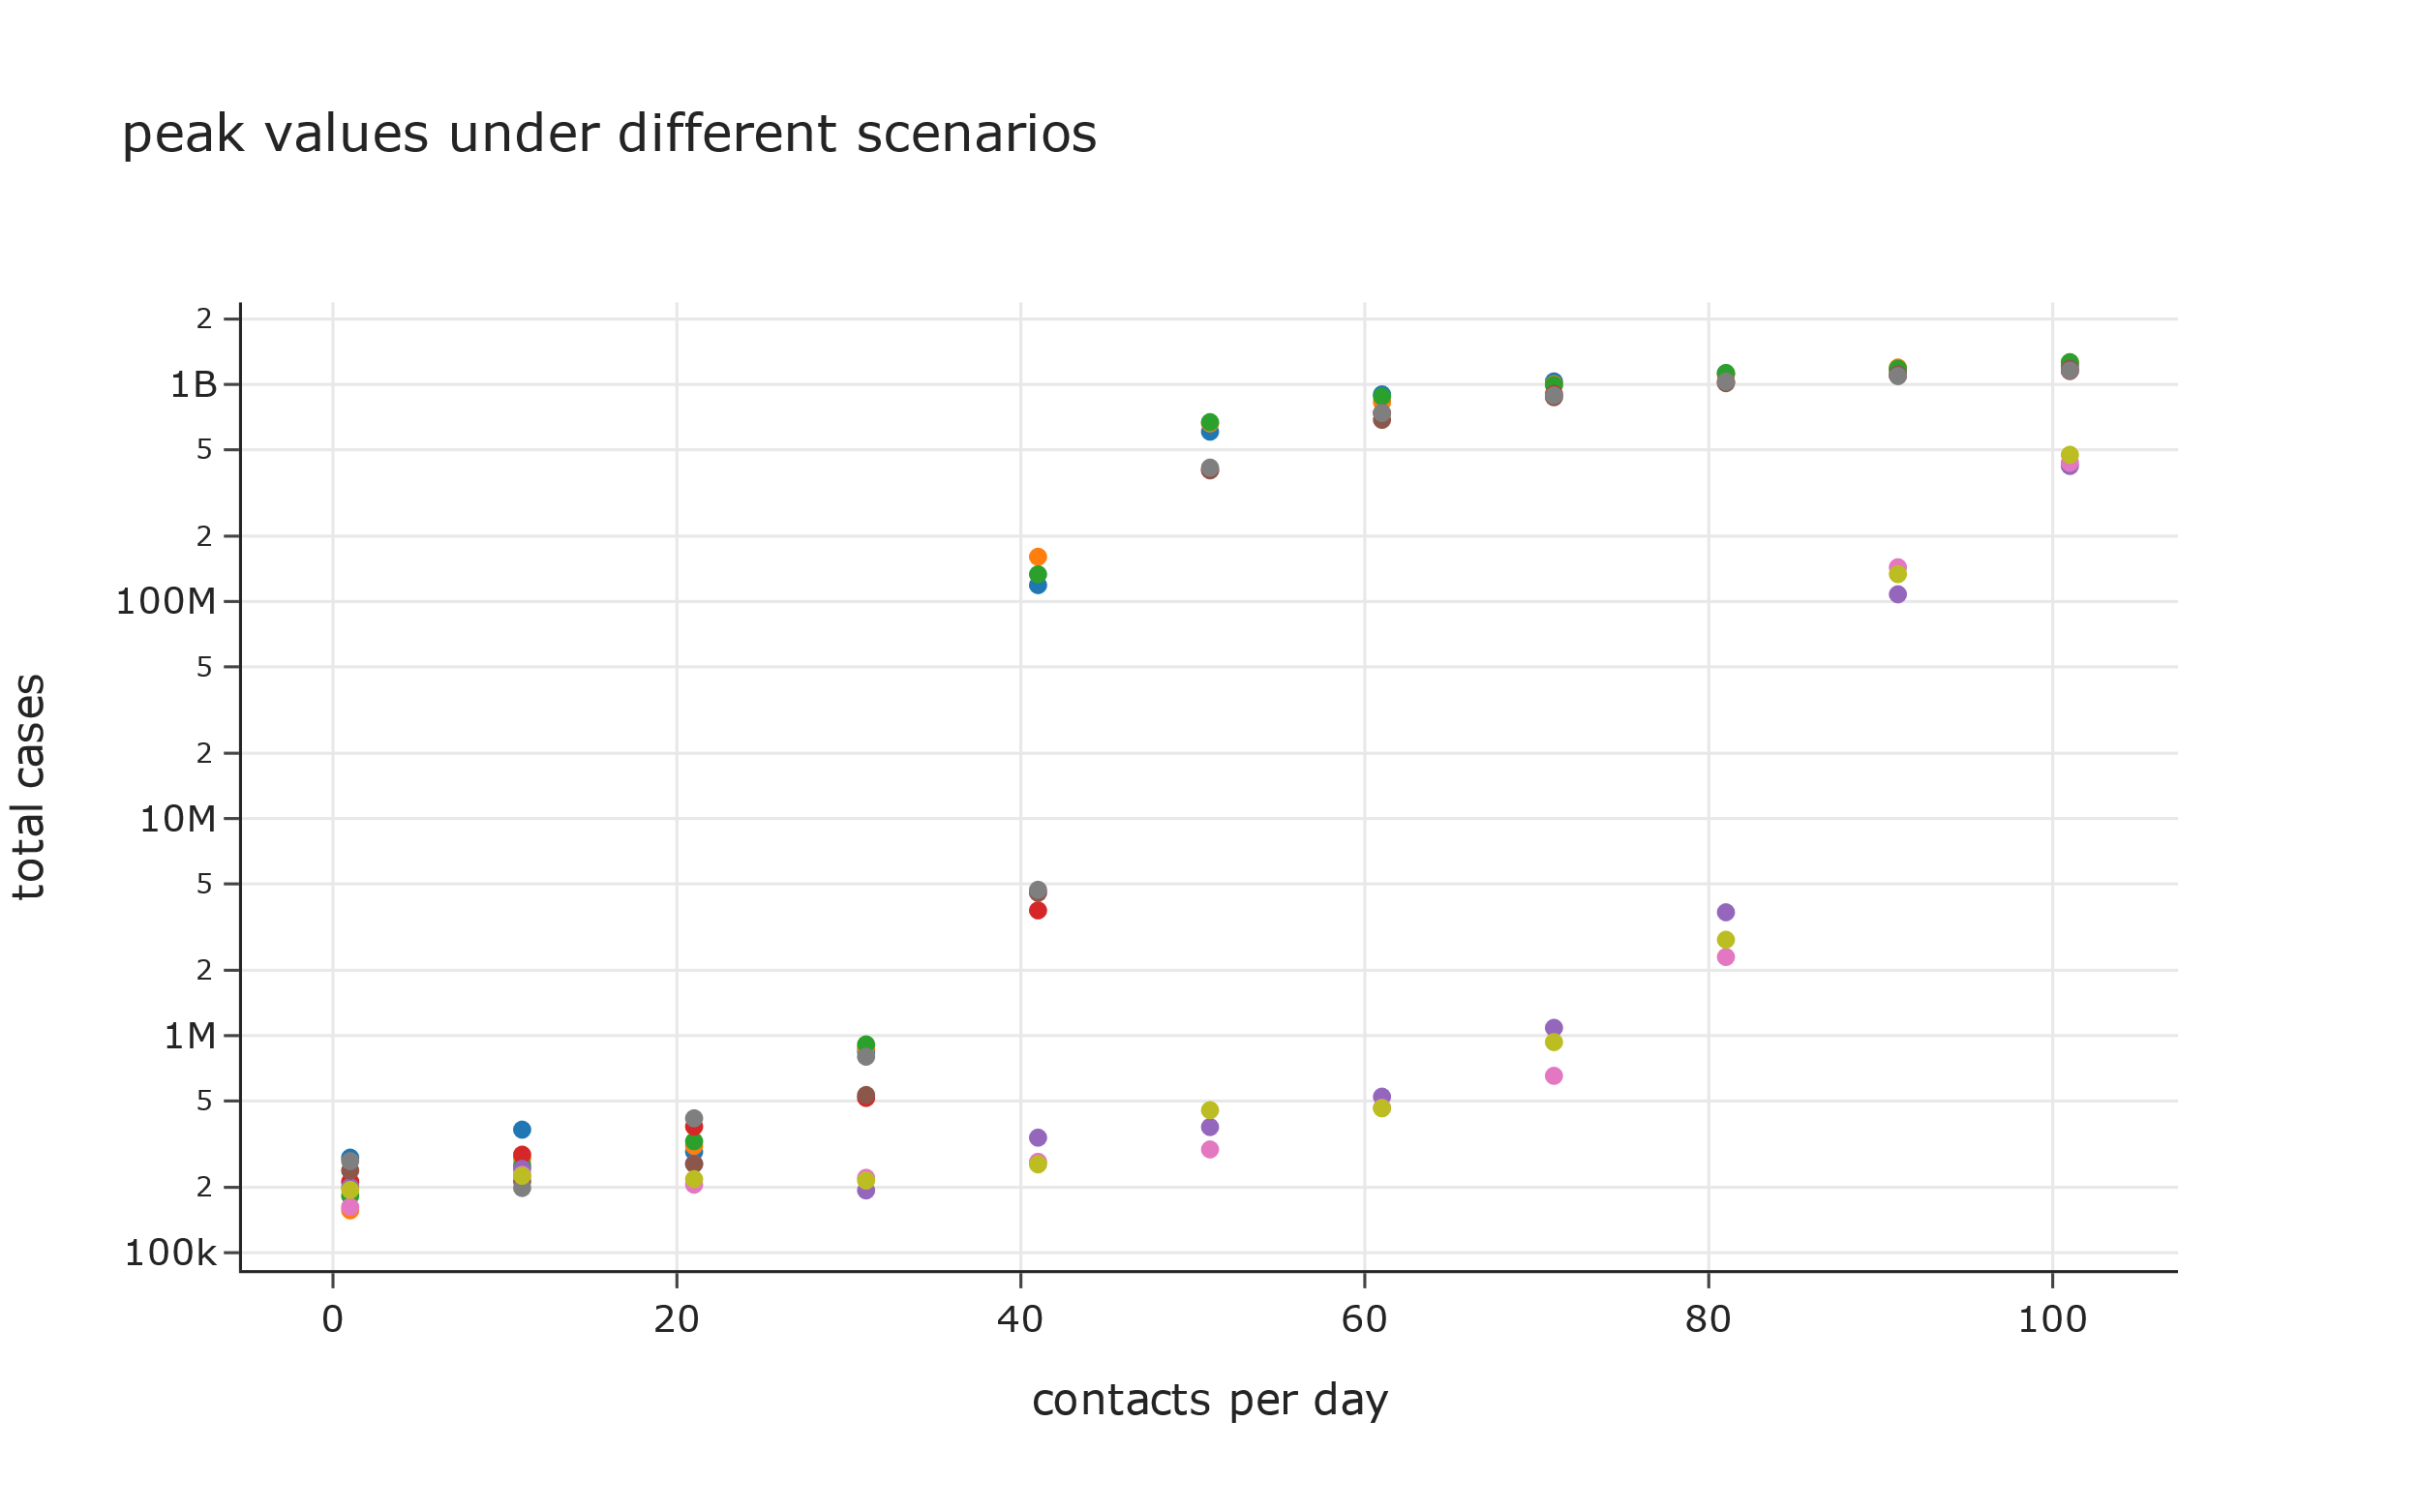 peak values under different scenarios
2
1B
5
2
100M
5
2
10M
5
2
1M
5
2
100k
total cases
0 20 40 60 80 100
contacts per day